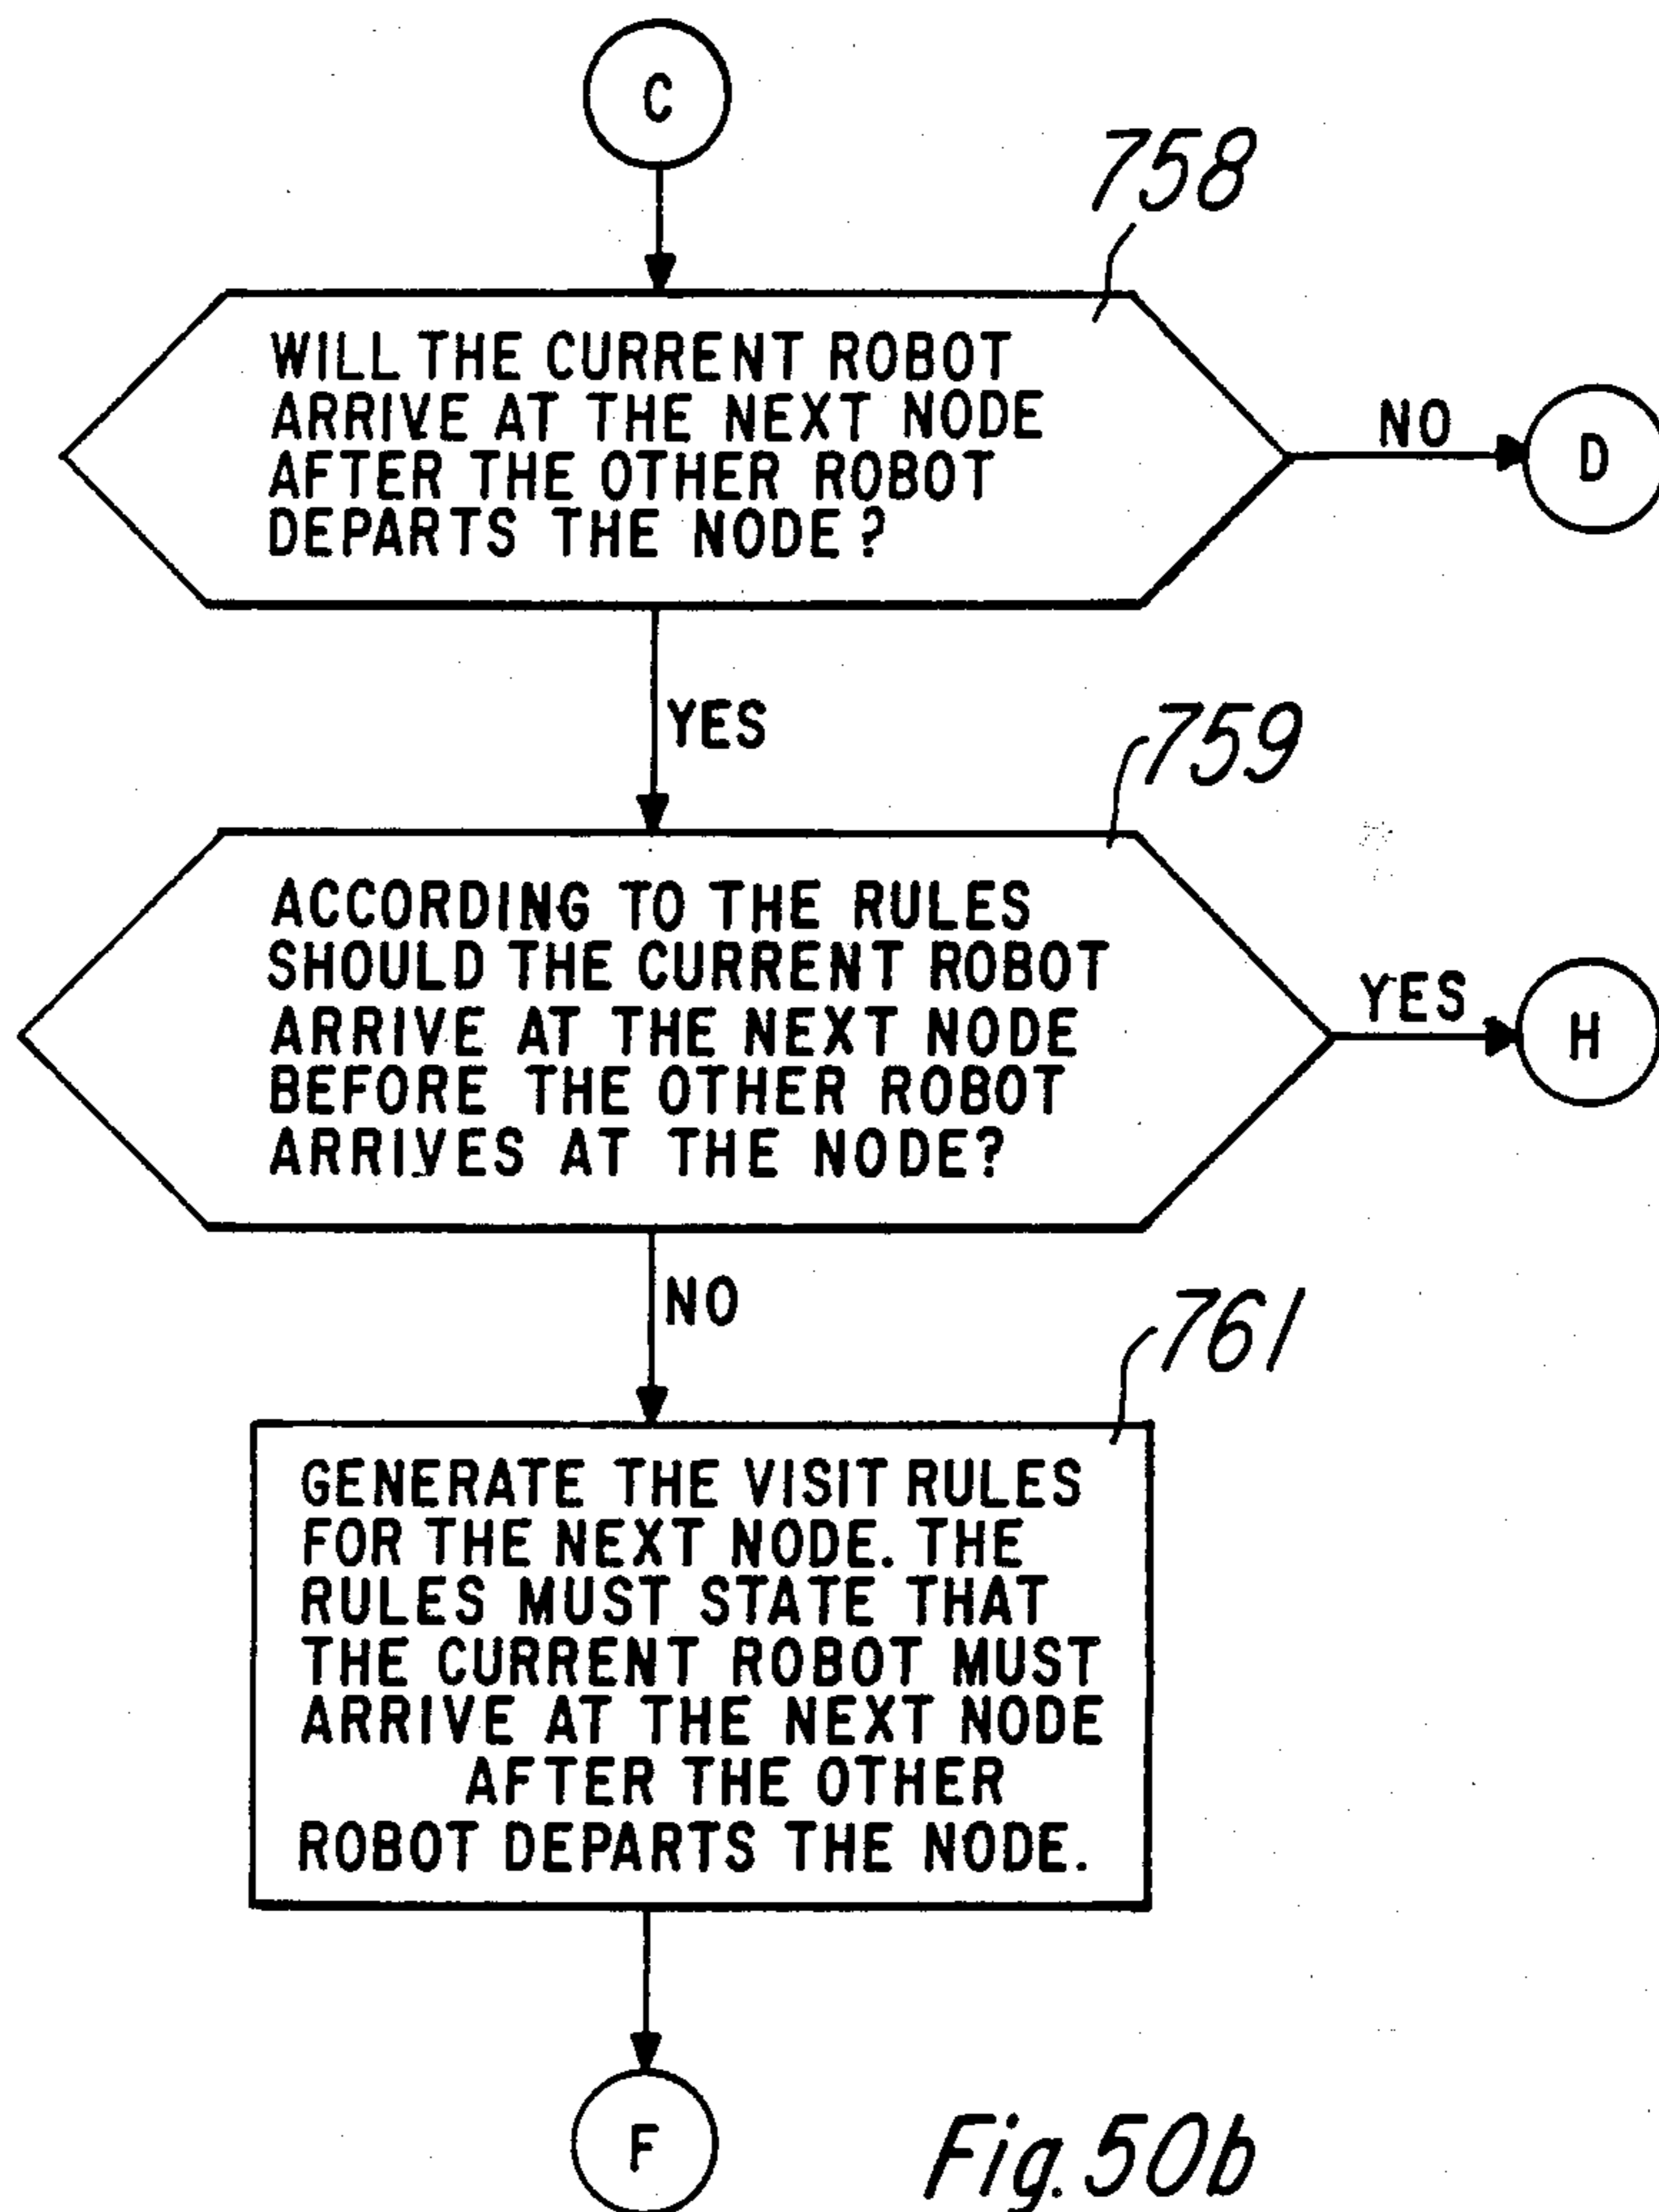 C
758
WILL THE CURRENT ROBOT
ARRIVE AT THE NEXT NODE
AFTER THE OTHER ROBOT
DEPARTS THE NODE?
NO
D
YES
759
ACCORDING TO THE RULES
SHOULD THE CURRENT ROBOT
ARRIVE AT THE NEXT NODE
BEFORE THE OTHER ROBOT
ARRIVES AT THE NODE?
YES
H
NO
761
GENERATE THE VISIT RULES
FOR THE NEXT NODE. THE
RULES MUST STATE THAT
THE CURRENT ROBOT MUST
ARRIVE AT THE NEXT NODE
AFTER THE OTHER
ROBOT DEPARTS THE NODE.
F
Fig. 50b